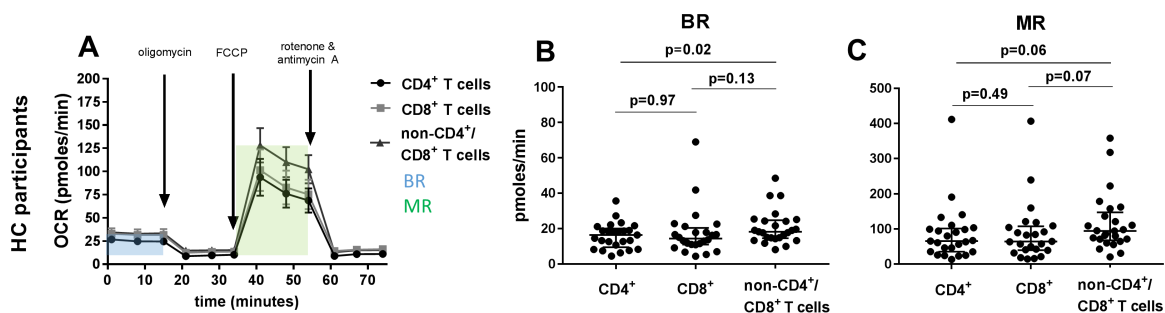 HC participants
A
oligomycin
FCCP
rotenone &
antimycin A
OCR (pmoles/min)
200
175
150
125
100
75
50
25
0
0 10 20 30 40 50 60 70
time (minutes)
CD4⁺ T cells
CD8⁺ T cells
non-CD4⁺/
CD8⁺ T cells
BR
MR
BR
B
p=0.02
p=0.13
p=0.97
pmoles/min
100
80
60
40
20
0
CD4⁺
CD8⁺
non-CD4⁺/
CD8⁺ T cells
MR
C
p=0.06
p=0.07
p=0.49
500
400
300
200
100
0
CD4⁺
CD8⁺
non-CD4⁺/
CD8⁺ T cells